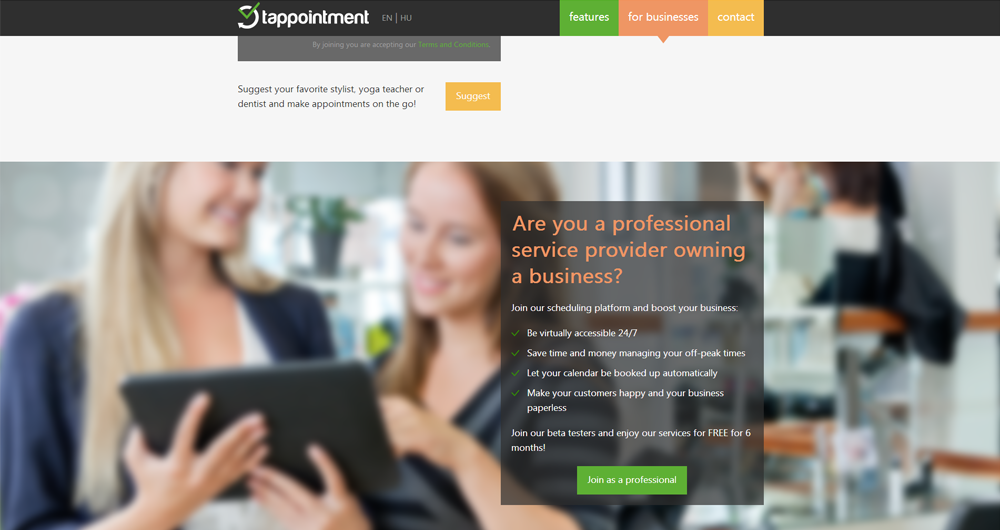 tappointment EN | HU features for businesses contact
By joining you are accepting our Terms and Conditions.
Suggest your favorite stylist, yoga teacher or
dentist and make appointments on the go!
Suggest
Are you a professional
service provider owning
a business?
Join our scheduling platform and boost your business:
Be virtually accessible 24/7
Save time and money managing your off-peak times
Let your calendar be booked up automatically
Make your customers happy and your business
paperless
Join our beta testers and enjoy our services for FREE for 6
months!
Join as a professional